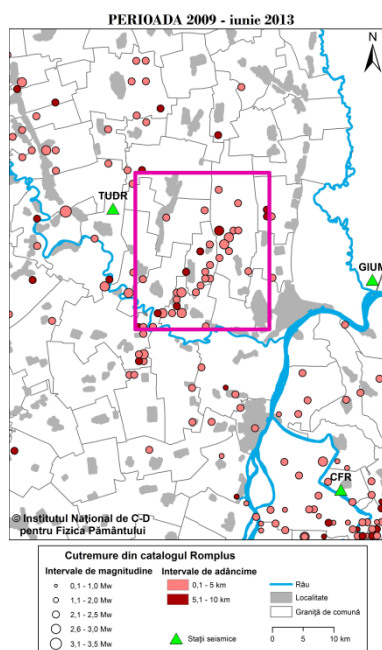 PERIOADA 2009 - iunie 2013
N
TUDR
GIUM
CFR
© Institutul Naţional de C-D
pentru Fizica Pământului
Cutremure din catalogul Romplus
Intervale de magnitudine
0,1 - 1,0 Mw
1,1 - 2,0 Mw
2,1 - 2,5 Mw
2,6 - 3,0 Mw
3,1 - 3,5 Mw
Intervale de adâncime
0,1 - 5 km
5,1 - 10 km
Staţii seismice
Râu
Localitate
Graniţă de comună
0 5 10 km